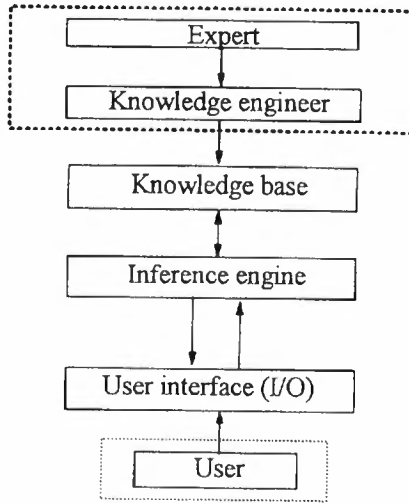 Expert
Knowledge engineer
Knowledge base
Inference engine
User interface (I/O)
User